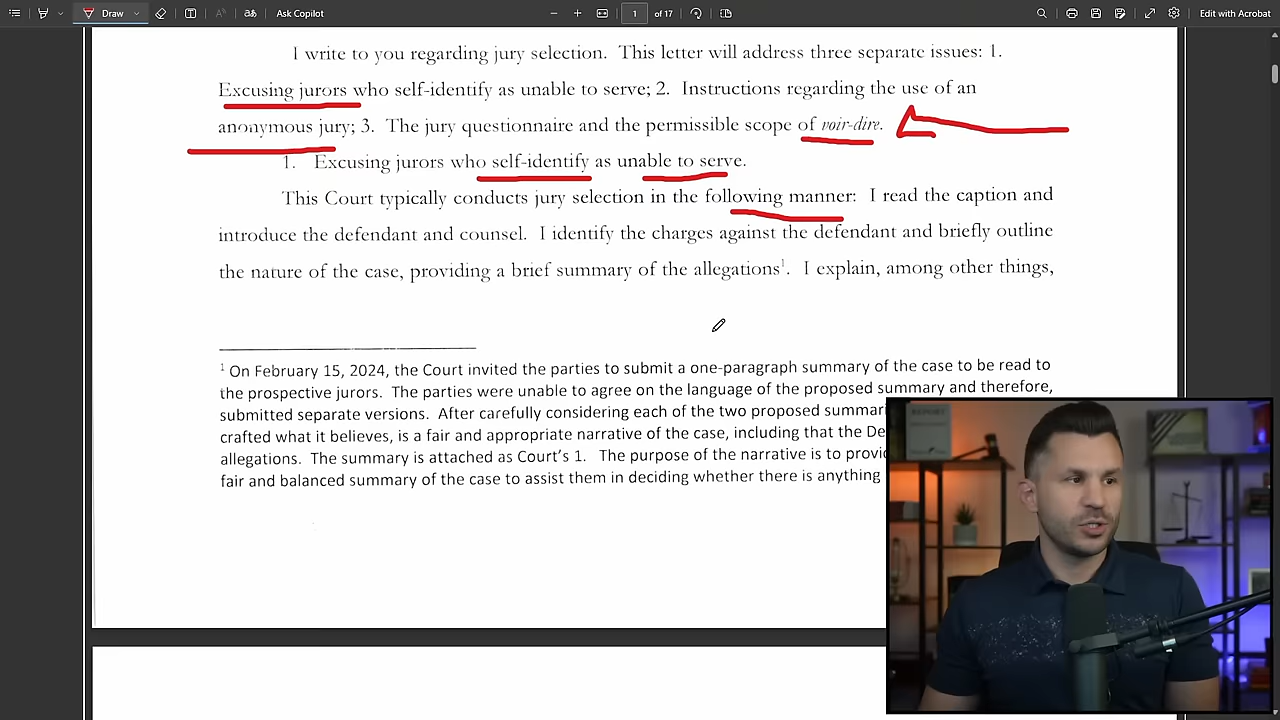 Draw
Ask Copilot
1 of 17
Edit with Acrobat
I write to you regarding jury selection. This letter will address three separate issues: 1.
Excusing jurors who self-identify as unable to serve; 2. Instructions regarding the use of an
anonymous jury; 3. The jury questionnaire and the permissible scope of voir-dire.
1. Excusing jurors who self-identify as unable to serve.
This Court typically conducts jury selection in the following manner: I read the caption and
introduce the defendant and counsel. I identify the charges against the defendant and briefly outline
the nature of the case, providing a brief summary of the allegations¹. I explain, among other things,
¹ On February 15, 2024, the Court invited the parties to submit a one-paragraph summary of the case to be read to
the prospective jurors. The parties were unable to agree on the language of the proposed summary and therefore,
submitted separate versions. After carefully considering each of the two proposed summari
crafted what it believes, is a fair and appropriate narrative of the case, including that the De
allegations. The summary is attached as Court's 1. The purpose of the narrative is to provid
fair and balanced summary of the case to assist them in deciding whether there is anything